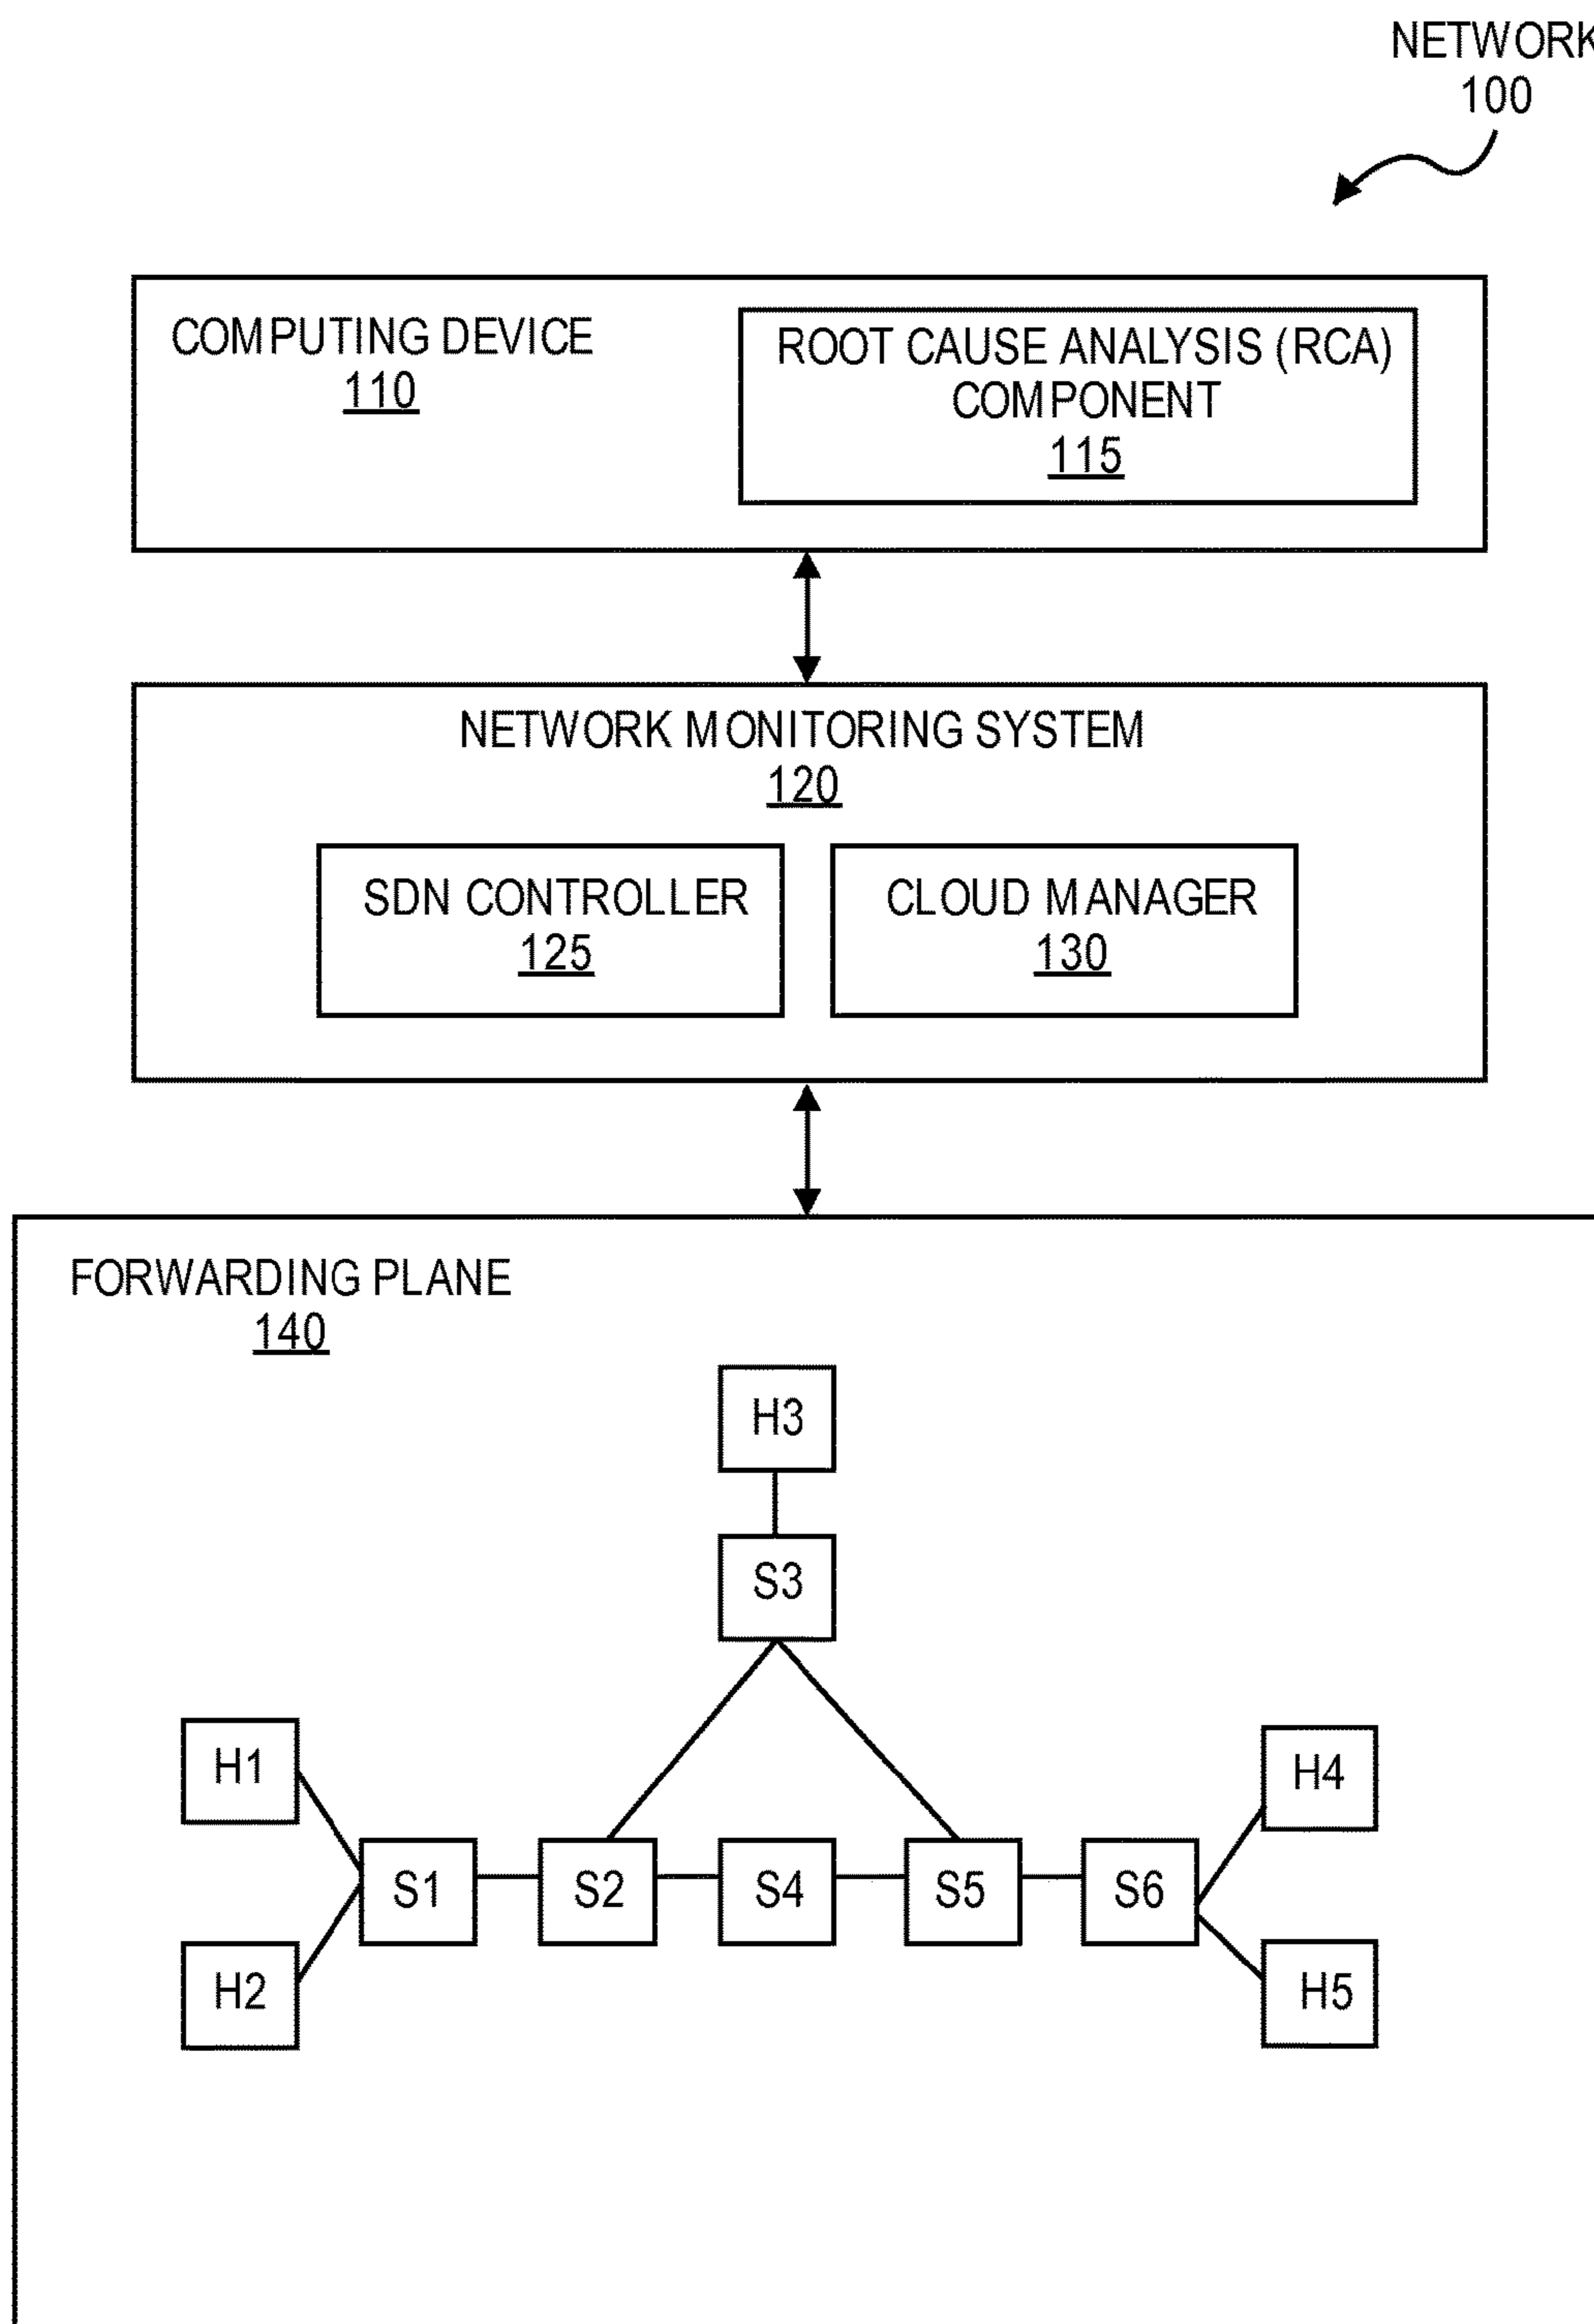 NETWORK
100
COMPUTING DEVICE
110
ROOT CAUSE ANALYSIS (RCA)
COMPONENT
115
NETWORK MONITORING SYSTEM
120
SDN CONTROLLER
125
CLOUD MANAGER
130
FORWARDING PLANE
140
H3
S3
H1
H4
S1
S2
S4
S5
S6
H2
H5